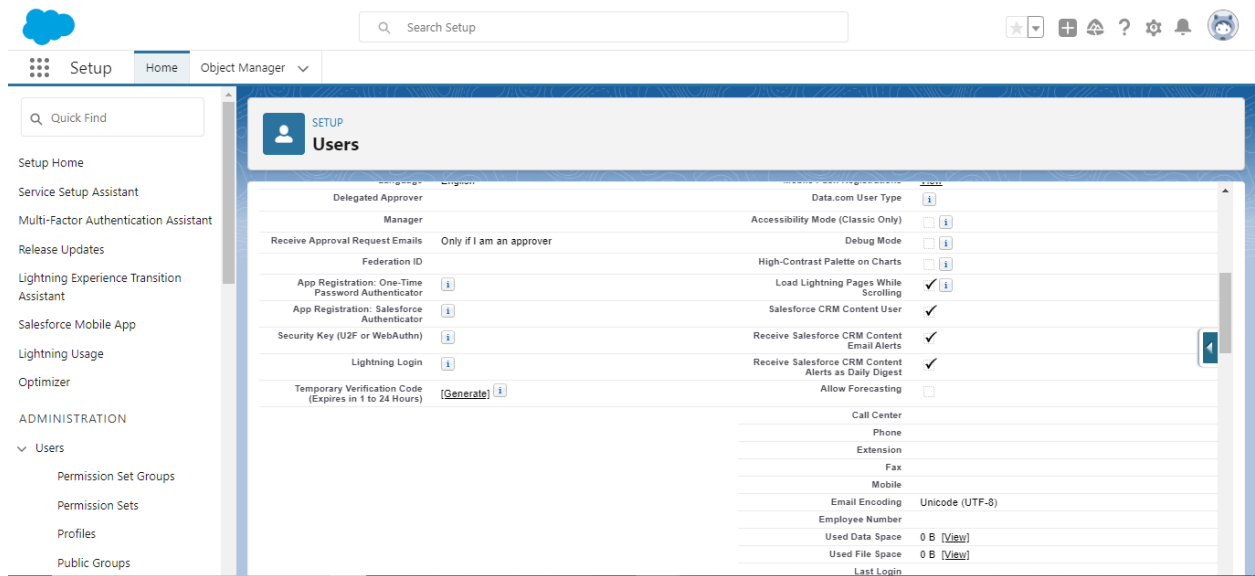 Search Setup
Setup
Home
Object Manager
Quick Find
Setup Home
Service Setup Assistant
Multi-Factor Authentication Assistant
Release Updates
Lightning Experience Transition
Assistant
Salesforce Mobile App
Lightning Usage
Optimizer
ADMINISTRATION
Users
Permission Set Groups
Permission Sets
Profiles
Public Groups
SETUP
Users
Language English
Delegated Approver
Manager
Receive Approval Request Emails Only if I am an approver
Federation ID
App Registration: One-Time
Password Authenticator
App Registration: Salesforce
Authenticator
Security Key (U2F or WebAuthn)
Lightning Login
Temporary Verification Code
(Expires in 1 to 24 Hours)
[Generate]
View
Data.com User Type
Accessibility Mode (Classic Only)
Debug Mode
High-Contrast Palette on Charts
Load Lightning Pages While
Scrolling
Salesforce CRM Content User
Receive Salesforce CRM Content
Email Alerts
Receive Salesforce CRM Content
Alerts as Daily Digest
Allow Forecasting
Call Center
Phone
Extension
Fax
Mobile
Email Encoding Unicode (UTF-8)
Employee Number
Used Data Space 0 B [View]
Used File Space 0 B [View]
Last Login